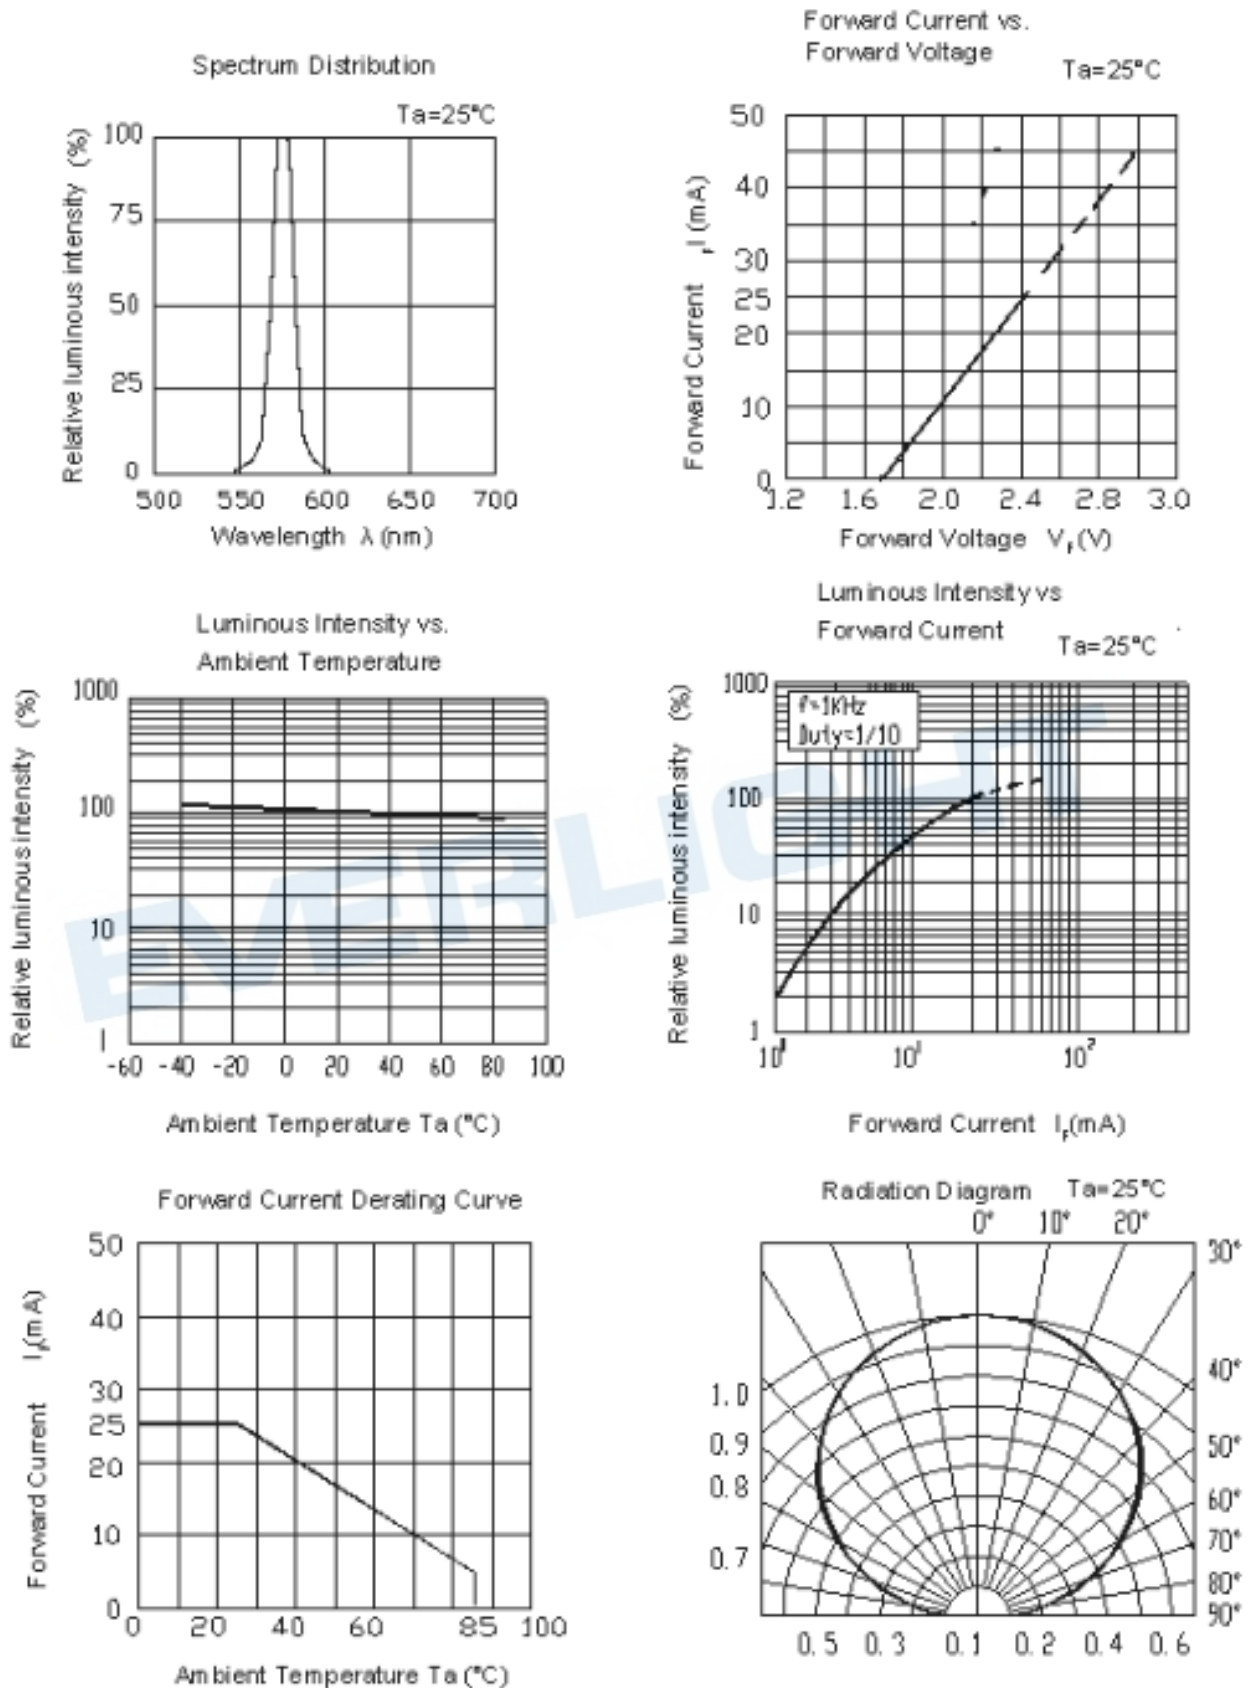 Spectrum Distribution
Ta=25°C
Relative luminous intensity (%)
100
75
50
25
0
500 550 600 650 700
Wavelength λ (nm)
Forward Current vs.
Forward Voltage
Ta=25°C
Forward Current IF (mA)
50
40
30
25
20
10
0
1.2 1.6 2.0 2.4 2.8 3.0
Forward Voltage VF (V)
Luminous Intensity vs.
Ambient Temperature
Relative luminous intensity (%)
1000
100
10
1
-60 -40 -20 0 20 40 60 80 100
Ambient Temperature Ta (°C)
Luminous Intensity vs
Forward Current
Ta=25°C
Relative luminous intensity (%)
f=1KHz
Duty=1/10
1000
100
10
1
10¹ 10²
Forward Current IF(mA)
EVERLIGHT
Forward Current Derating Curve
Forward Current IF(mA)
50
40
30
25
20
10
0
0 20 40 60 85 100
Ambient Temperature Ta (°C)
Radiation Diagram Ta=25°C
0° 10° 20°
30°
40°
50°
60°
70°
80°
90°
1.0
0.9
0.8
0.7
0.5 0.3 0.1 0.2 0.4 0.6